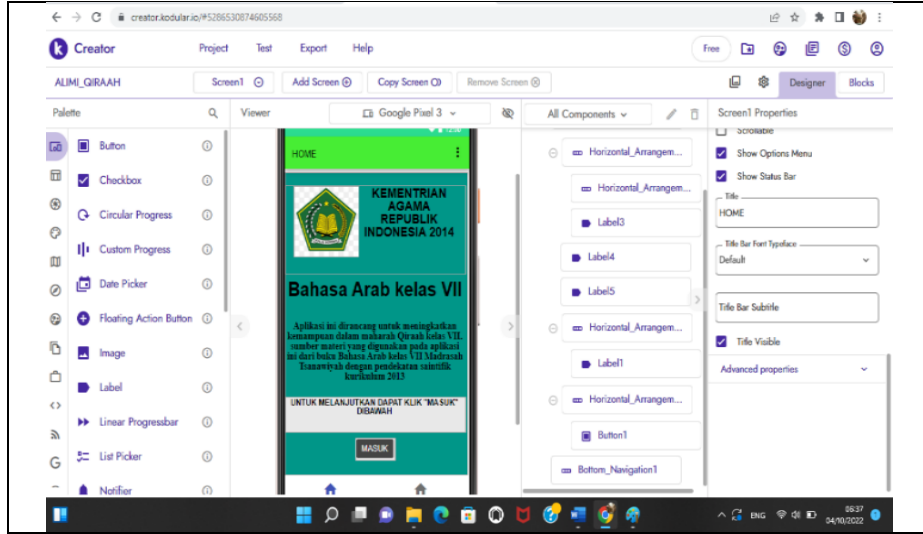 creator.kodular.io/#5286530874605568
Creator
Project
Test
Export
Help
Free
ALIMI_QIRAAH
Screen1
Add Screen
Copy Screen
Remove Screen
Designer
Blocks
Palette
Viewer
Google Pixel 3
All Components
Screen1 Properties
Button
Checkbox
Circular Progress
Custom Progress
Date Picker
Floating Action Button
Image
Label
Linear Progressbar
List Picker
Notifier
HOME
KEMENTRIAN
AGAMA
REPUBLIK
INDONESIA 2014
Bahasa Arab kelas VII
Aplikasi ini dirancang untuk meningkatkan
kemampuan dalam maharah Qiraah kelas VII,
sumber materi yang digunakan pada aplikasi
ini dari buku Bahasa Arab kelas VII Madrasah
Tsanawiyah dengan pendekatan saintifik
kurikulum 2013
UNTUK MELANJUTKAN DAPAT KLIK "MASUK"
DIBAWAH
MASUK
Horizontal_Arrangem...
Horizontal_Arrangem...
Label3
Label4
Label5
Horizontal_Arrangem...
Label1
Horizontal_Arrangem...
Button1
Bottom_Navigation1
Scrollable
Show Options Menu
Show Status Bar
Title
HOME
Title Bar Font Typeface
Default
Title Bar Subtitle
Title Visible
Advanced properties
ENG
06:37
04/10/2022